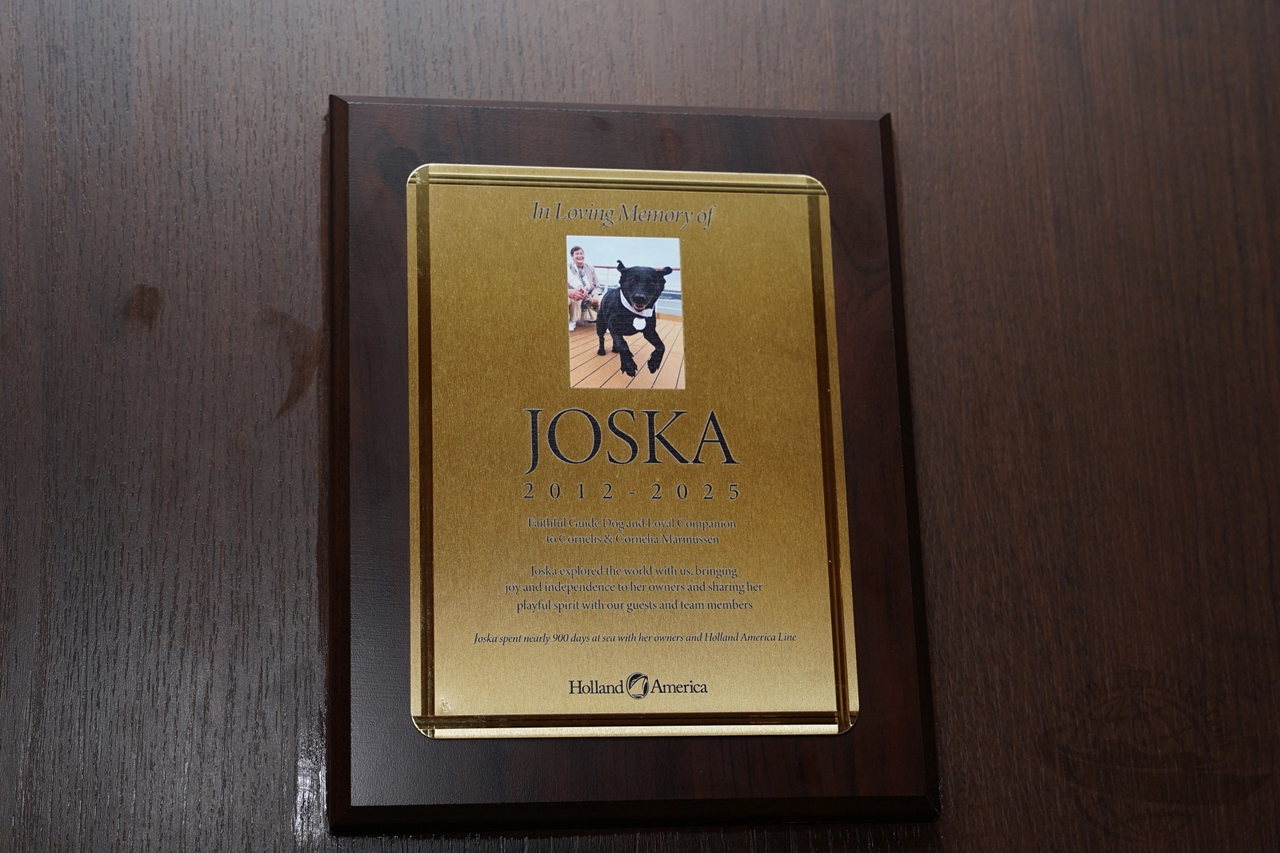 In Loving Memory of
JOSKA
2012-2025
Faithful Guide Dog and Loyal Companion
to Cornelis & Cornelia Marinussen
Joska explored the world with us, bringing
joy and independence to her owners and sharing her
playful spirit with our guests and team members
Joska spent nearly 900 days at sea with her owners and Holland America Line
Holland America